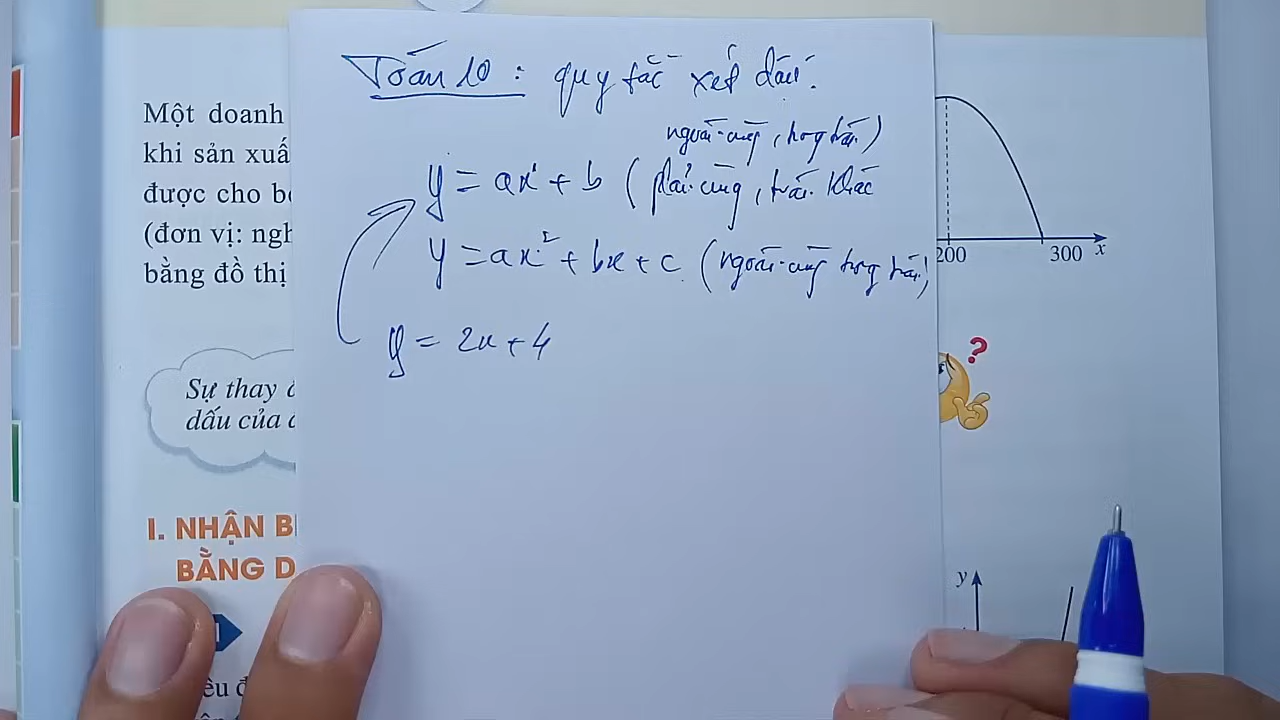 Toán 10 : quy tắc xét dấu.
ngoài cùng, trong trái)
y = ax + b (phải cùng, trái khác
y = ax² + bx + c (ngoài cùng trong trái)
y = 2x + 4
Một doanh
khi sản xuấ
được cho bở
(đơn vị: ngh
bằng đồ thị
200
300 x
?
Sự thay đ
dấu của
I. NHẬN B
BẰNG D
y